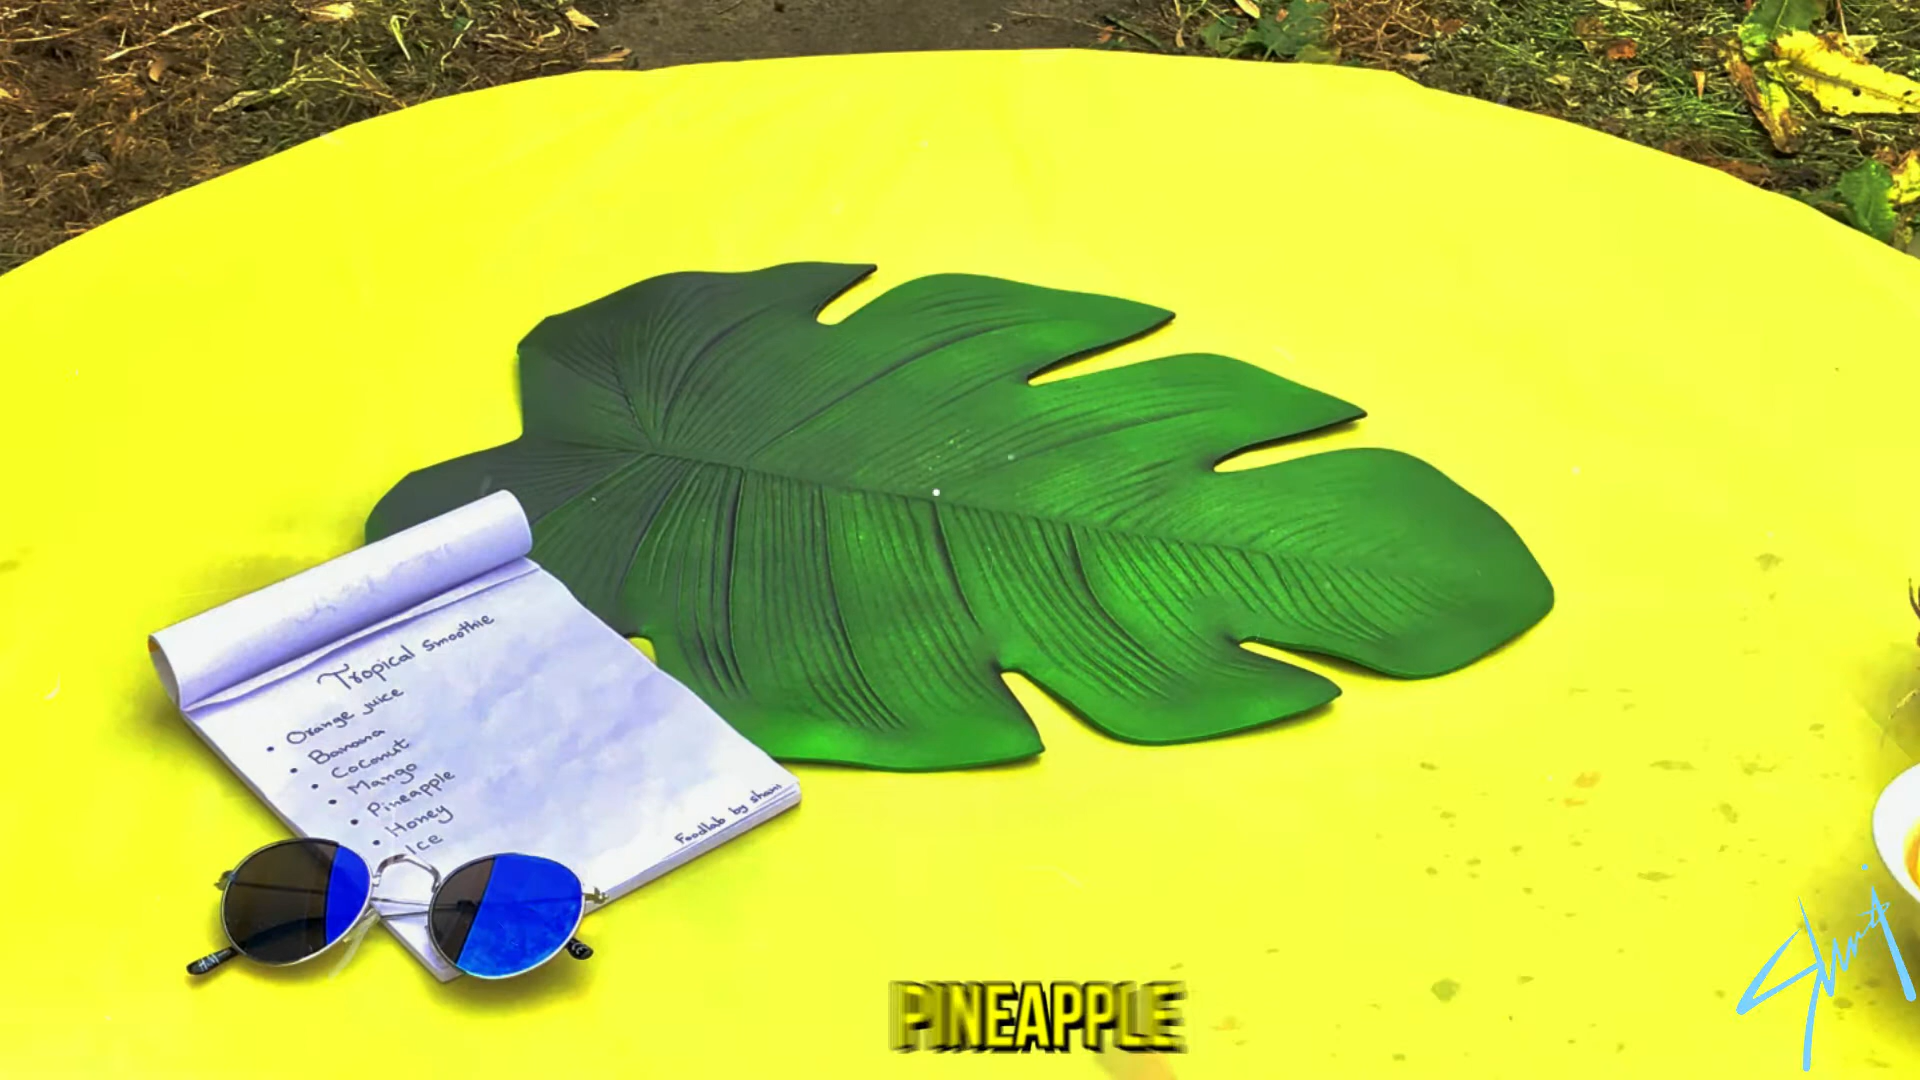 Tropical Smoothie
• Orange juice
• Banana
• Coconut
• Mango
• Pineapple
• Honey
Ice
Foodlab by shami
PINEAPPLE